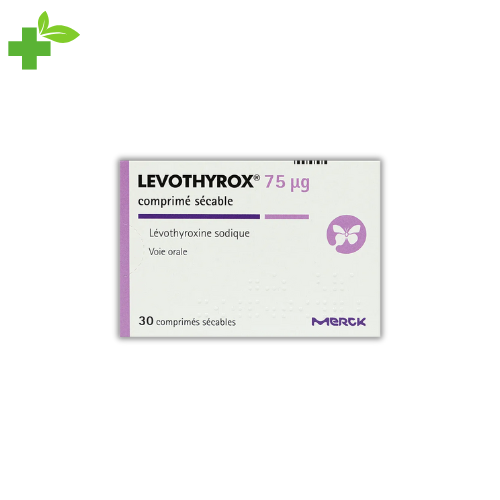 LEVOTHYROX® 75 µg
comprimé sécable
Lévothyroxine sodique
Voie orale
30 comprimés sécables
MERCK